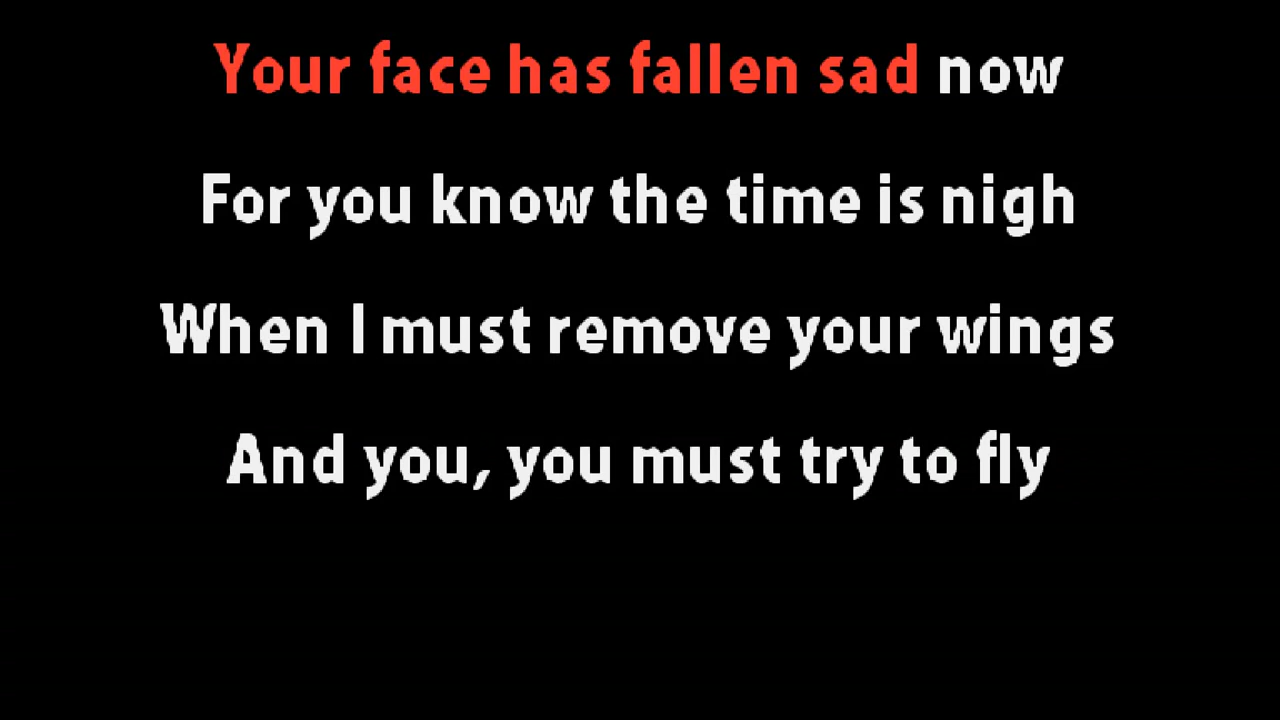 Your face has fallen sad now
For you know the time is nigh
When I must remove your wings
And you, you must try to fly